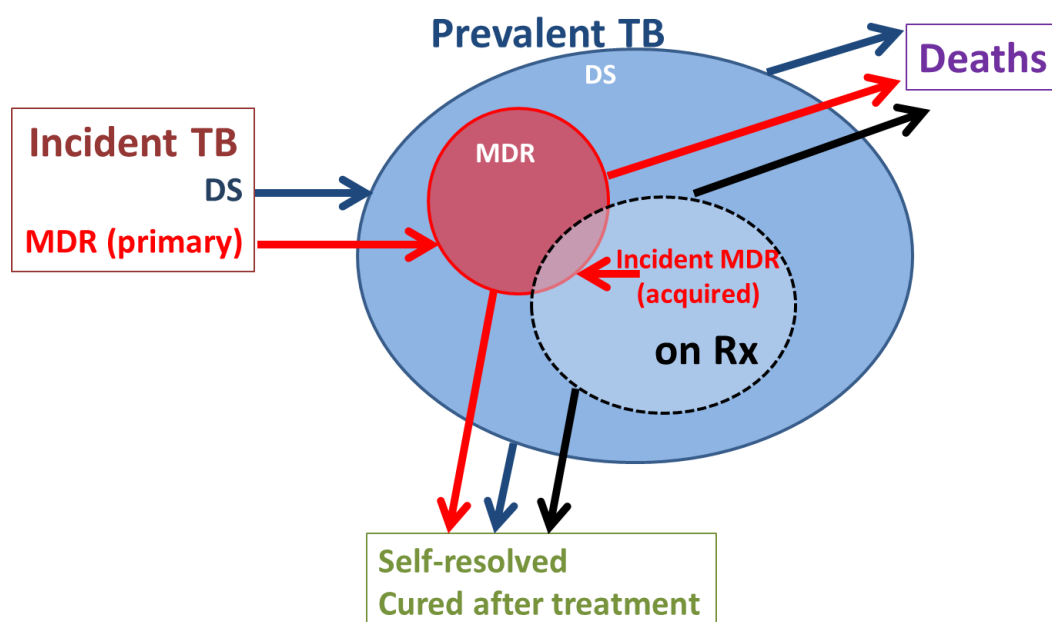 Prevalent TB
DS
Deaths
Incident TB
DS
MDR (primary)
MDR
Incident MDR
(acquired)
on Rx
Self-resolved
Cured after treatment